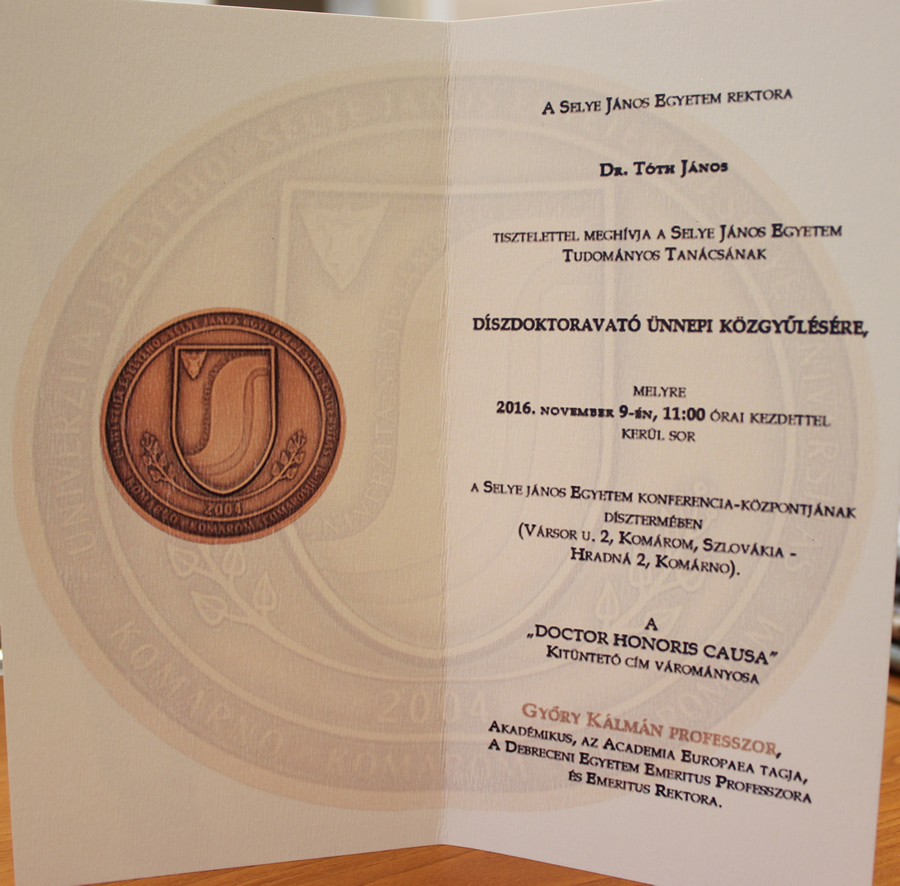 A Selye János Egyetem rektora
Dr. Tóth János
tisztelettel meghívja a Selye János Egyetem
Tudományos Tanácsának
DÍSZDOKTORAVATÓ ÜNNEPI KÖZGYŰLÉSÉRE,
melyre
2016. november 9-én, 11:00 órai kezdettel
kerül sor
a Selye János Egyetem konferencia-központjának
dísztermében
(Vársor u. 2, Komárom, Szlovákia -
Hradná 2, Komárno).
A
„DOCTOR HONORIS CAUSA”
Kitüntető cím várományosa
Győry Kálmán professzor,
Akadémikus, az Academia Europaea tagja,
a Debreceni Egyetem Emeritus Professzora
és Emeritus Rektora.
2004
2004